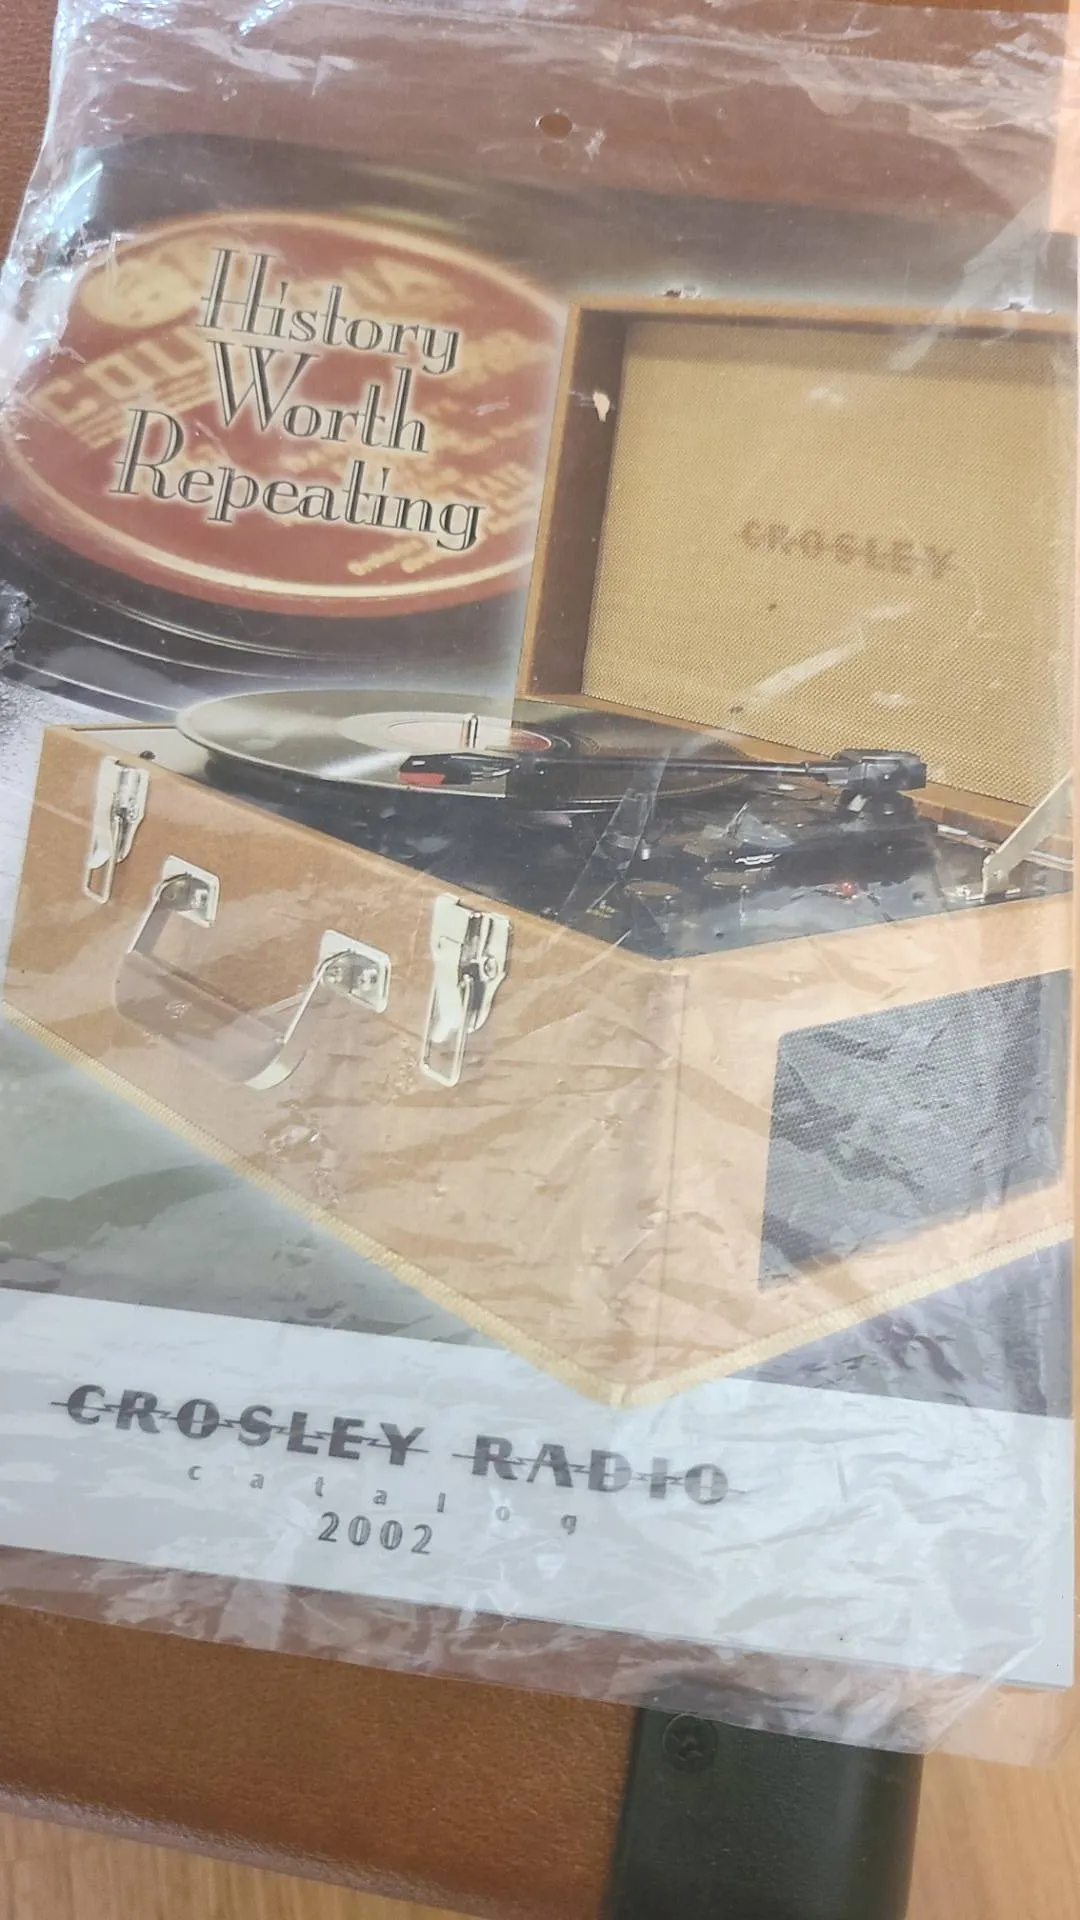 History
Worth
Repeating
CROSLEY
CROSLEY RADIO
catalog
2002